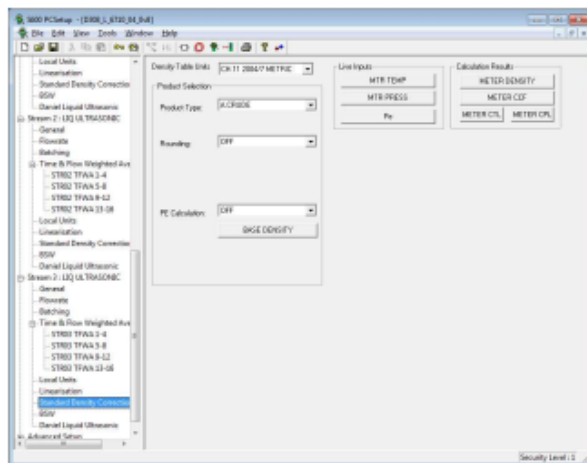 S600 PCSetup - [D308_L_6710_04_0v8]
File Edit View Tools Window Help
Local Units
Linearisation
Standard Density Correction
BSW
Daniel Liquid Ultrasonic
Stream 2 : LIQ ULTRASONIC
General
Flowrate
Batching
Time & Flow Weighted Ave
STR02 TFWA 1-4
STR02 TFWA 5-8
STR02 TFWA 9-12
STR02 TFWA 13-16
Local Units
Linearisation
Standard Density Correction
BSW
Daniel Liquid Ultrasonic
Stream 3 : LIQ ULTRASONIC
General
Flowrate
Batching
Time & Flow Weighted Ave
STR03 TFWA 1-4
STR03 TFWA 5-8
STR03 TFWA 9-12
STR03 TFWA 13-16
Local Units
Linearisation
Standard Density Correction
BSW
Daniel Liquid Ultrasonic
Advanced Setup
Density Table Units CH.11 2004/7 METRIC
Product Selection
Product Type: A CRUDE
Rounding: OFF
PE Calculation: OFF
BASE DENSITY
Live Inputs
MTR TEMP
MTR PRESS
Pe
Calculation Results
METER DENSITY
METER CCF
METER CTL METER CPL
Security Level : 1